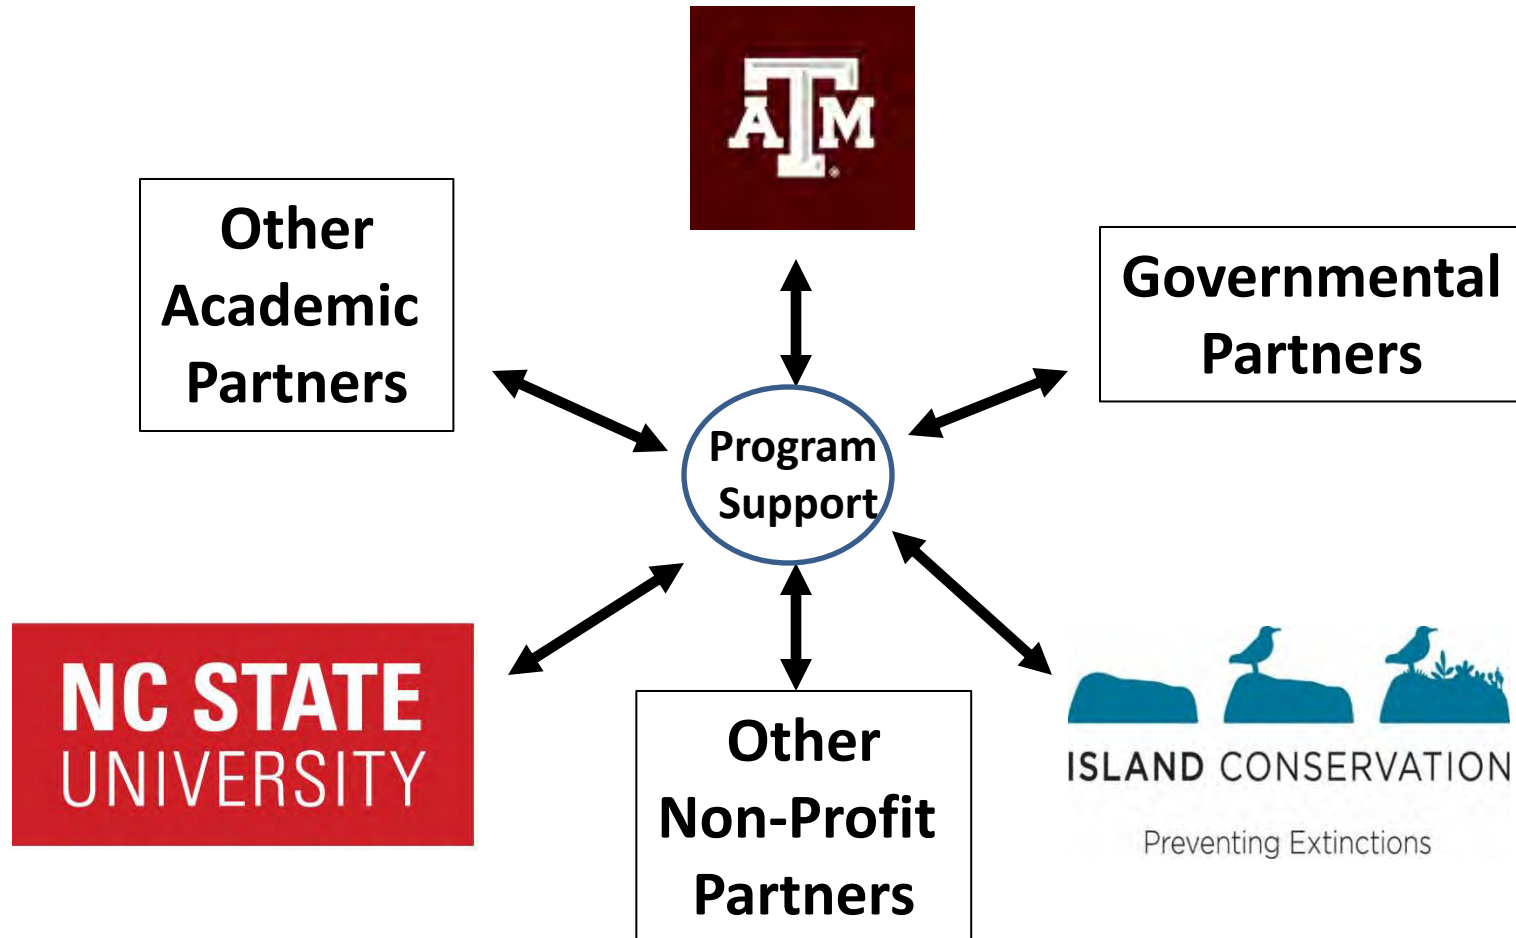 ATM
Other
Academic
Partners
Governmental
Partners
Program
Support
NC STATE
UNIVERSITY
Other
Non-Profit
Partners
ISLAND CONSERVATION
Preventing Extinctions